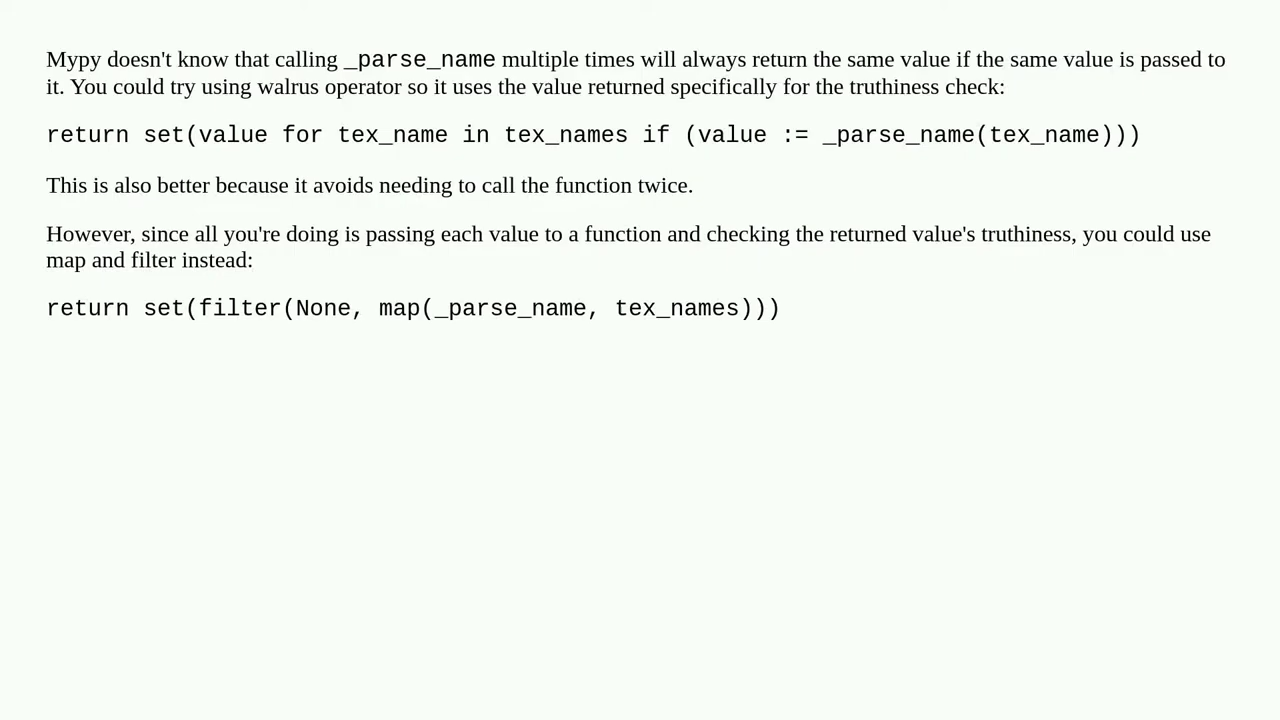 Mypy doesn't know that calling _parse_name multiple times will always return the same value if the same value is passed to
it. You could try using walrus operator so it uses the value returned specifically for the truthiness check:
return set(value for tex_name in tex_names if (value := _parse_name(tex_name)))
This is also better because it avoids needing to call the function twice.
However, since all you're doing is passing each value to a function and checking the returned value's truthiness, you could use
map and filter instead:
return set(filter(None, map(_parse_name, tex_names)))